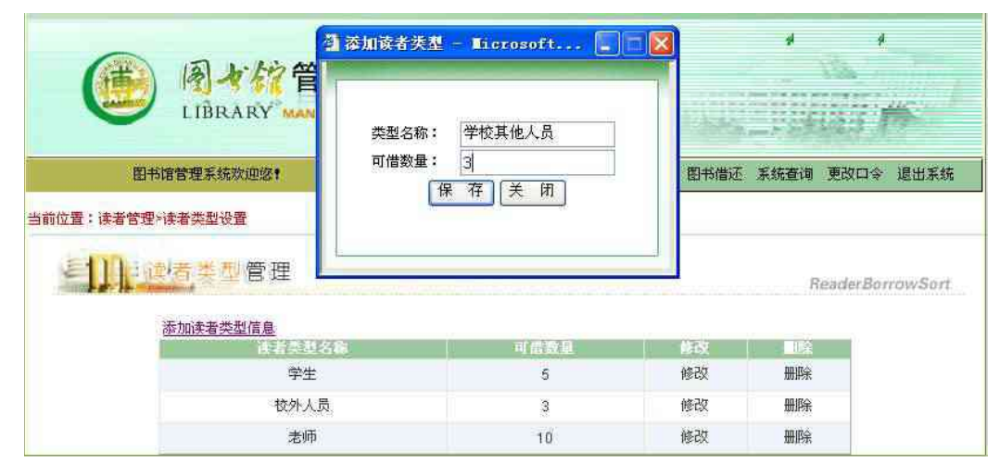 添加读者类型 - Microsoft...
博
图书馆管
LIBRARY MAN
类型名称： 学校其他人员
可借数量： 3
保 存 关 闭
图书馆管理系统欢迎您！
图书借还 系统查询 更改口令 退出系统
当前位置：读者管理>读者类型设置
读者类型管理
ReaderBorrowSort
添加读者类型信息
读者类型名称 可借数量 修改 删除
学生 5 修改 删除
校外人员 3 修改 删除
老师 10 修改 删除